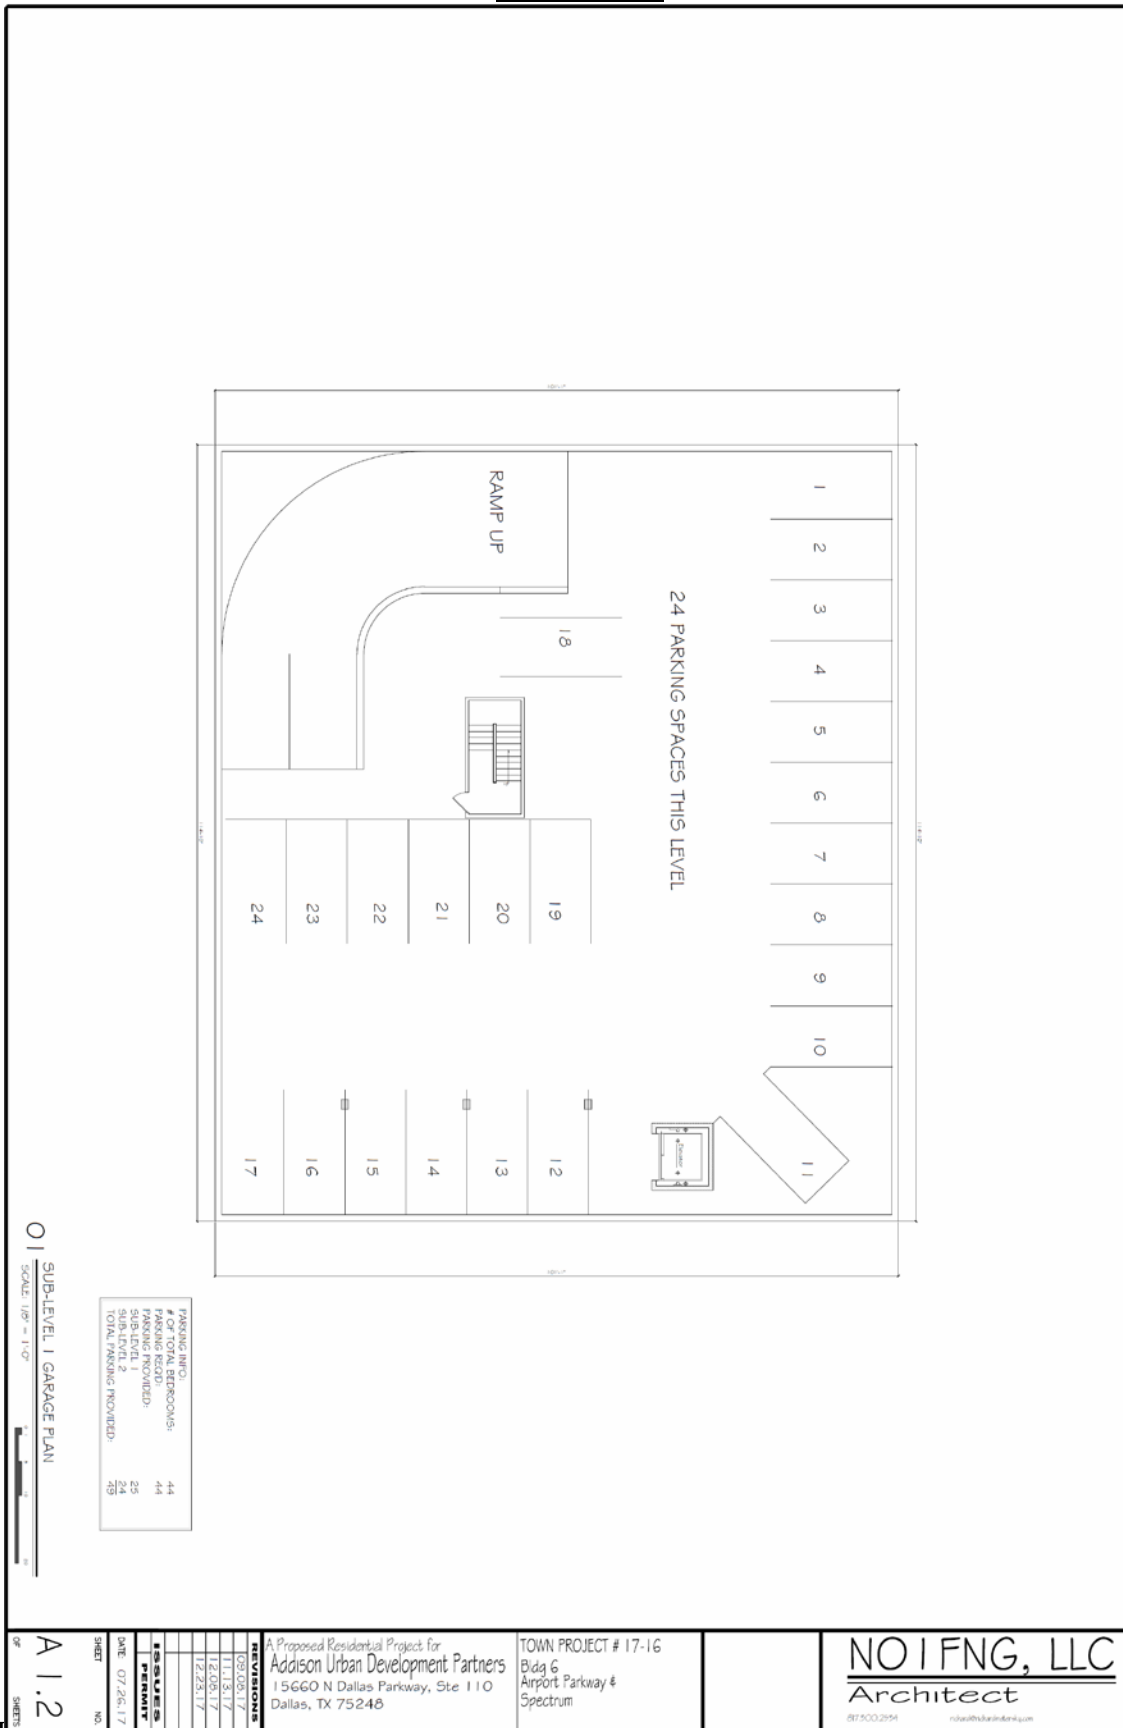 RAMP UP
24 PARKING SPACES THIS LEVEL
1
2
3
4
5
6
7
8
9
10
11
18
19
20
21
22
23
24
12
13
14
15
16
17
Elevator
01
SUB-LEVEL 1 GARAGE PLAN
SCALE: 1/8" = 1'-0"
PARKING INFO:
# OF TOTAL BEDROOMS: 44
PARKING REQD: 44
PARKING PROVIDED:
SUB-LEVEL 1 25
SUB-LEVEL 2 24
TOTAL PARKING PROVIDED: 49
NO1FNG, LLC
Architect
817.500.2354
TOWN PROJECT # 17-16
Bldg 6
Airport Parkway &
Spectrum
A Proposed Residential Project for
Addison Urban Development Partners
15660 N Dallas Parkway, Ste 110
Dallas, TX 75248
REVISIONS
09.08.17
11.13.17
12.08.17
12.23.17
ISSUES
PERMIT
DATE: 07.26.17
SHEET NO.
A1.2
OF SHEETS